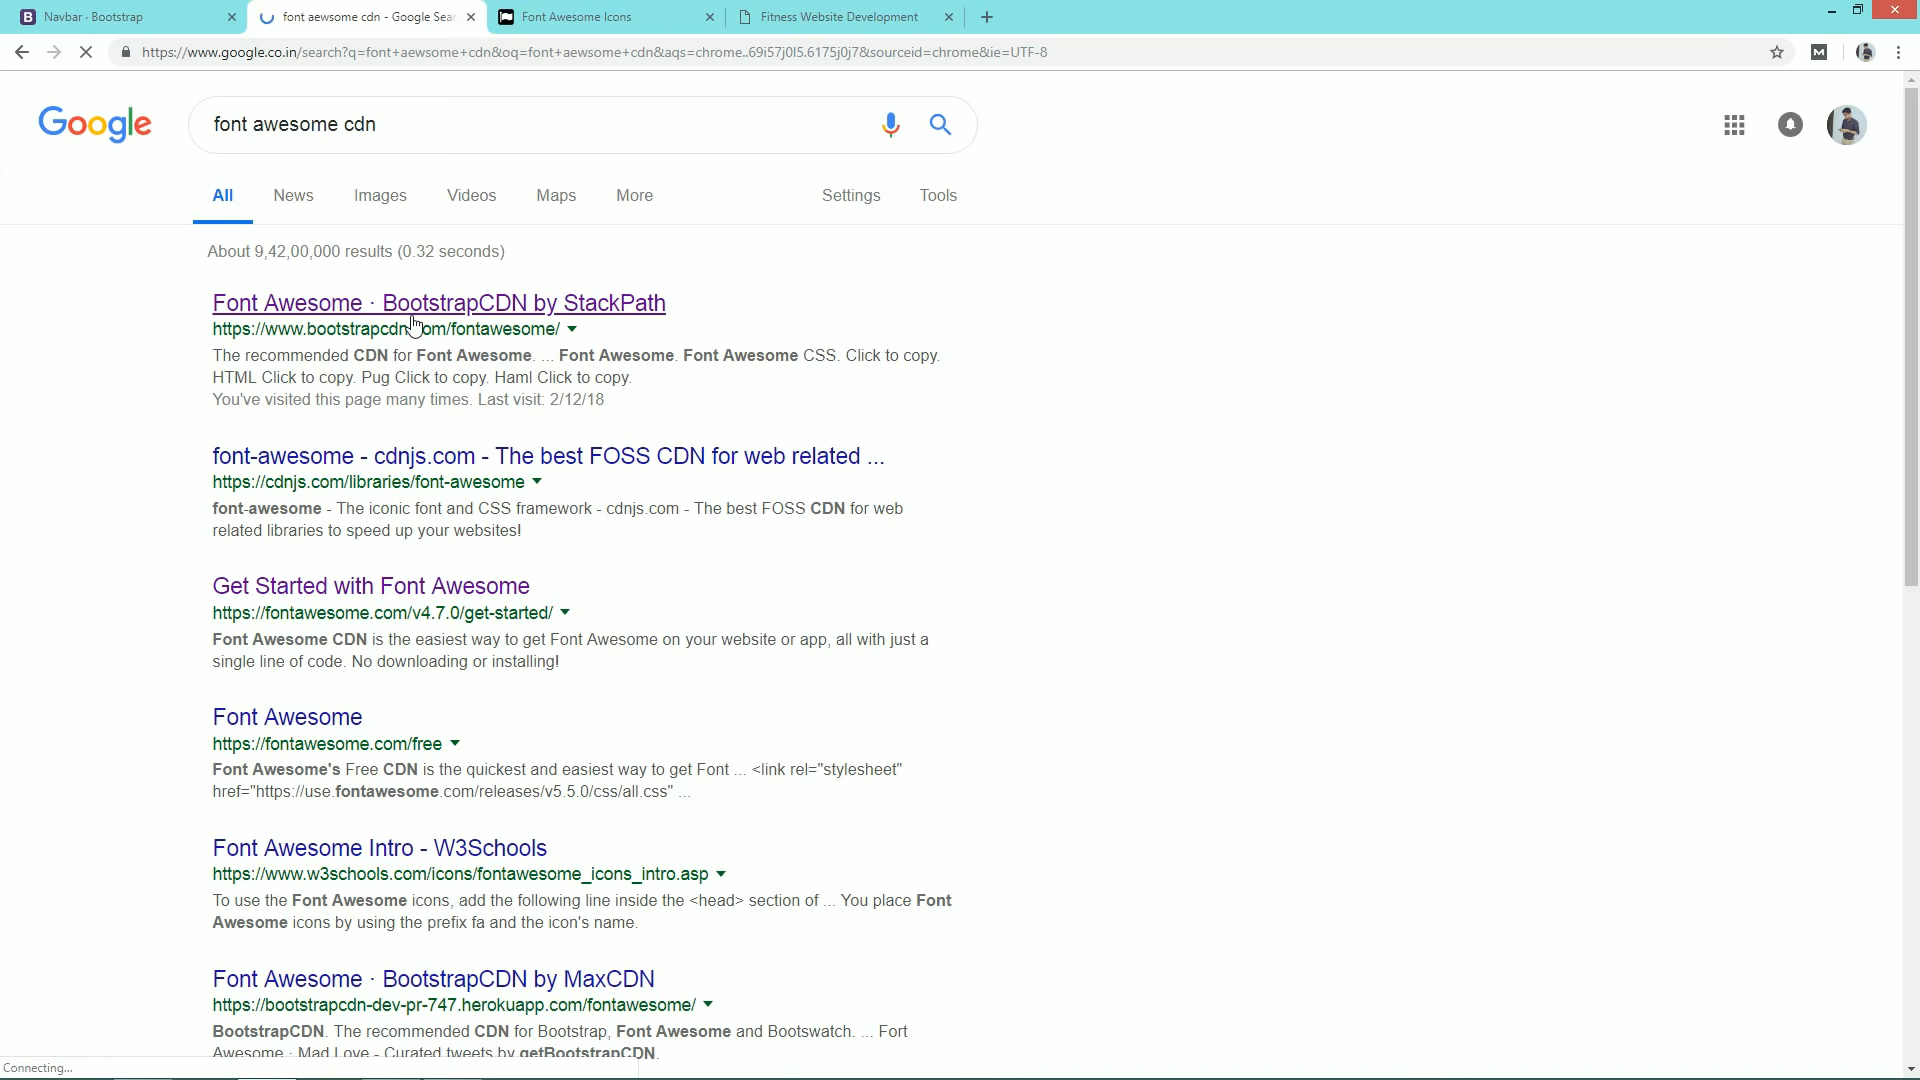 Navbar · Bootstrap
font aewsome cdn - Google Sear
Font Awesome Icons
Fitness Website Development
https://www.google.co.in/search?q=font+aewsome+cdn&oq=font+aewsome+cdn&aqs=chrome..69i57j0l5.6175j0j7&sourceid=chrome&ie=UTF-8
Google
font awesome cdn
All News Images Videos Maps More Settings Tools
About 9,42,00,000 results (0.32 seconds)
Font Awesome · BootstrapCDN by StackPath
https://www.bootstrapcdn.com/fontawesome/
The recommended CDN for Font Awesome. ... Font Awesome. Font Awesome CSS. Click to copy.
HTML Click to copy. Pug Click to copy. Haml Click to copy.
You've visited this page many times. Last visit: 2/12/18
font-awesome - cdnjs.com - The best FOSS CDN for web related ...
https://cdnjs.com/libraries/font-awesome
font-awesome - The iconic font and CSS framework - cdnjs.com - The best FOSS CDN for web
related libraries to speed up your websites!
Get Started with Font Awesome
https://fontawesome.com/v4.7.0/get-started/
Font Awesome CDN is the easiest way to get Font Awesome on your website or app, all with just a
single line of code. No downloading or installing!
Font Awesome
https://fontawesome.com/free
Font Awesome's Free CDN is the quickest and easiest way to get Font ... <link rel="stylesheet"
href="https://use.fontawesome.com/releases/v5.5.0/css/all.css" ...
Font Awesome Intro - W3Schools
https://www.w3schools.com/icons/fontawesome_icons_intro.asp
To use the Font Awesome icons, add the following line inside the <head> section of ... You place Font
Awesome icons by using the prefix fa and the icon's name.
Font Awesome · BootstrapCDN by MaxCDN
https://bootstrapcdn-dev-pr-747.herokuapp.com/fontawesome/
BootstrapCDN. The recommended CDN for Bootstrap, Font Awesome and Bootswatch. ... Fort
Awesome · Mad Love - Curated tweets by getBootstrapCDN.
Connecting...